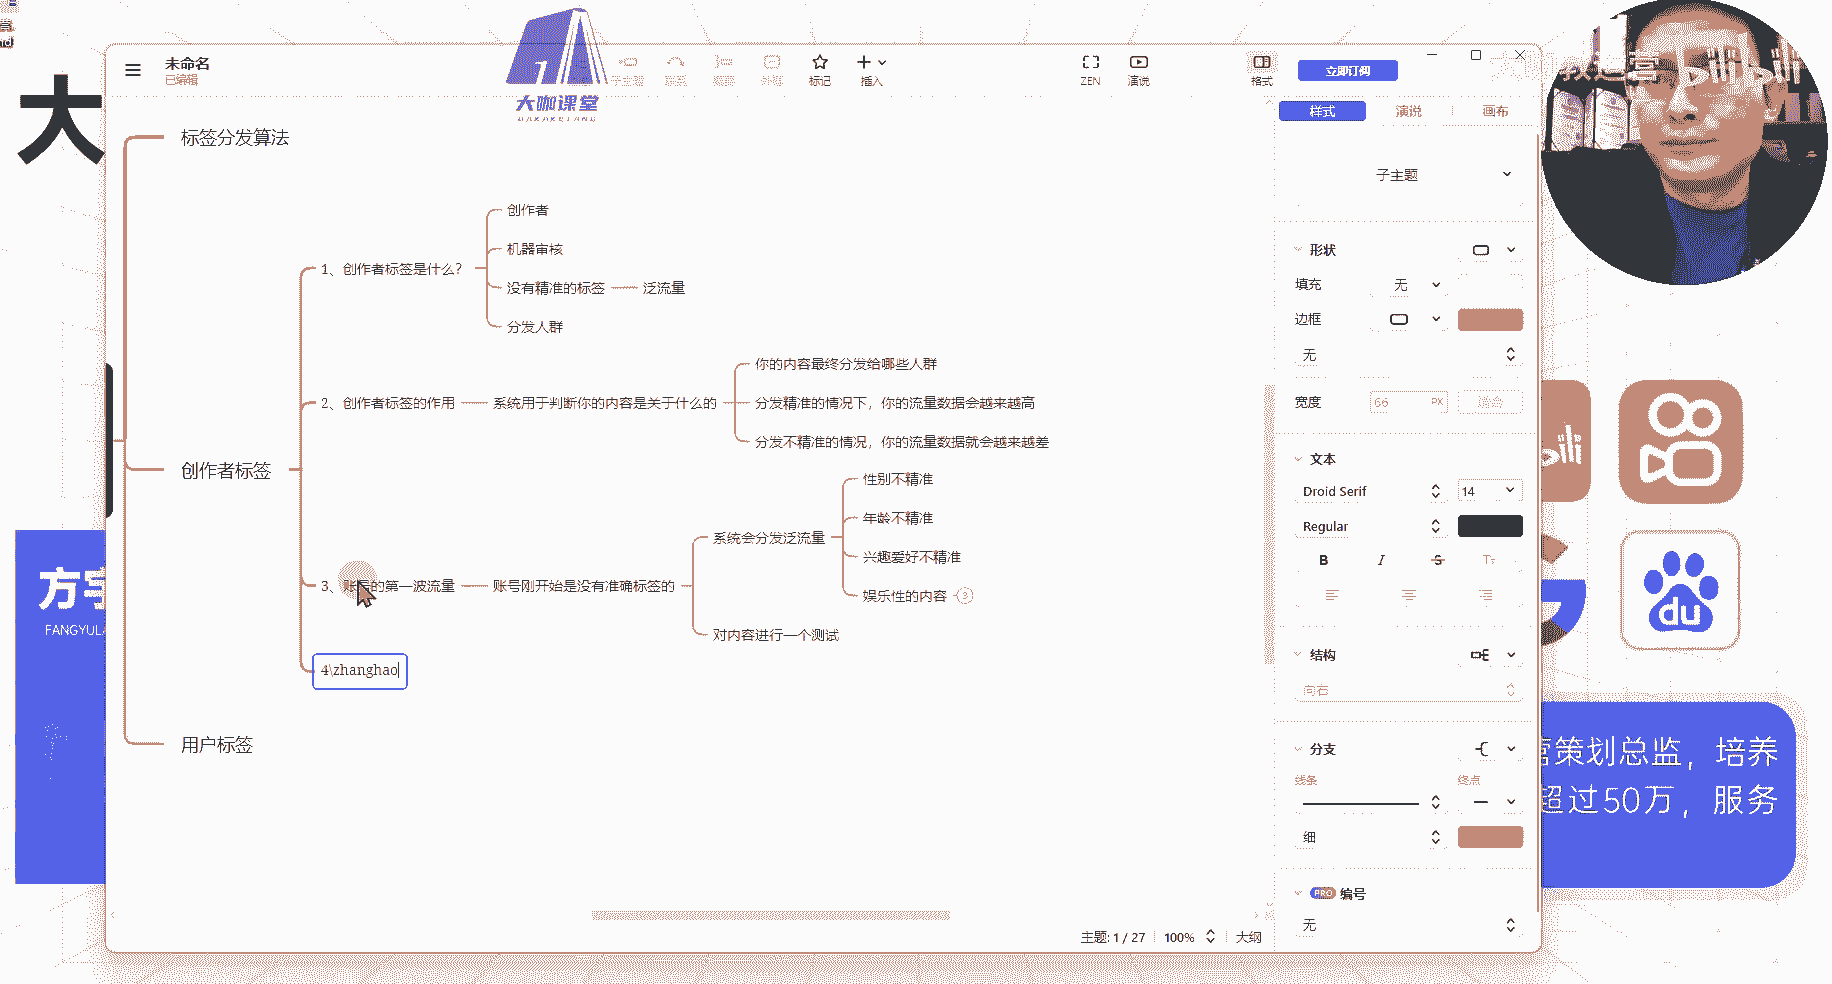 未命名
已编辑
子主题
联系
概要
外框
标记
插入
ZEN
演说
格式
立即订阅
大咖课堂
DAKAKETANG
大
标签分发算法
创作者
机器审核
1、创作者标签是什么?
没有精准的标签
泛流量
分发人群
你的内容最终分发给哪些人群
2、创作者标签的作用
系统用于判断你的内容是关于什么的
分发精准的情况下，你的流量数据会越来越高
分发不精准的情况，你的流量数据就会越来越差
创作者标签
性别不精准
年龄不精准
系统会分发泛流量
兴趣爱好不精准
3、账号的第一波流量
账号刚开始是没有准确标签的
娱乐性的内容
对内容进行一个测试
4\zhanghao
用户标签
样式
演说
画布
子主题
形状
填充
无
边框
无
宽度
66
PX
文本
Droid Serif
14
Regular
B
I
S
结构
向右
分支
线条
终点
细
PRO
编号
无
主题: 1 / 27
100%
大纲
方宇
FANGYUL
营
bilibili
du
营策划总监，培养
超过50万，服务